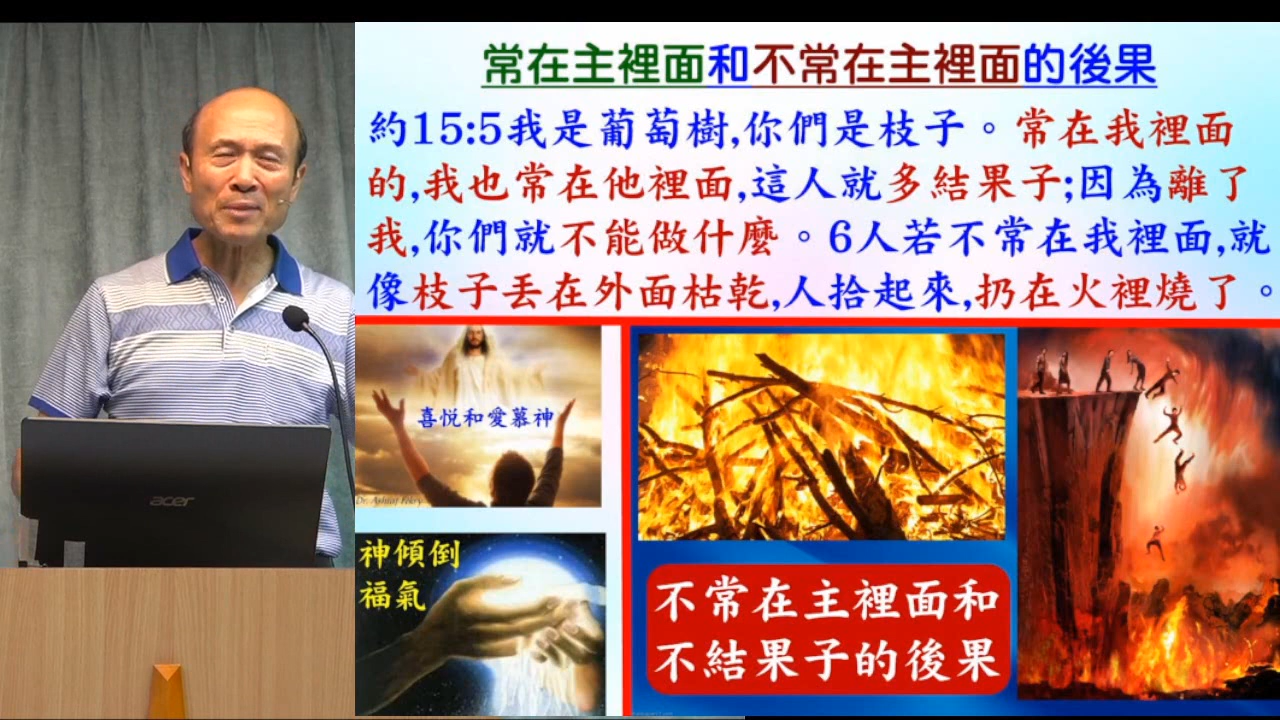 常在主裡面和不常在主裡面的後果
約15:5我是葡萄樹,你們是枝子。常在我裡面
的,我也常在他裡面,這人就多結果子;因為離了
我,你們就不能做什麼。6人若不常在我裡面,就
像枝子丟在外面枯乾,人拾起來,扔在火裡燒了。
喜悅和愛慕神
Dr. Ashraf Fekry
神傾倒
福氣
不常在主裡面和
不結果子的後果
acer